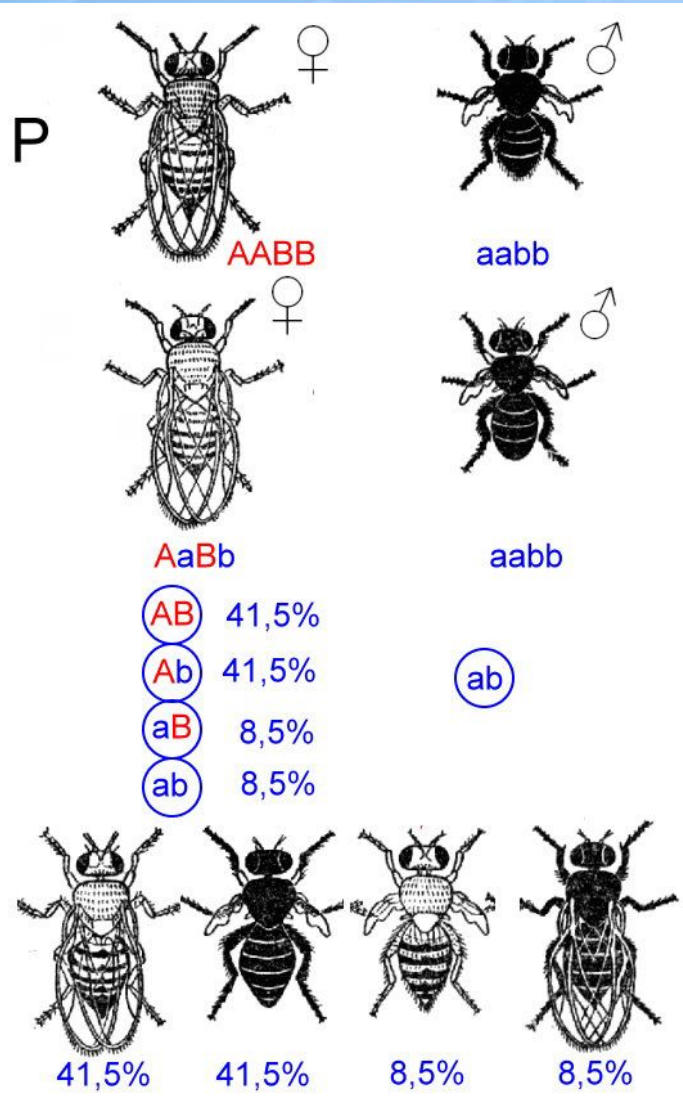 ♀ ♂
P
AABB aabb
♀ ♂
AaBb aabb
AB 41,5%
Ab 41,5%
ab
aB 8,5%
ab 8,5%
41,5% 41,5% 8,5% 8,5%